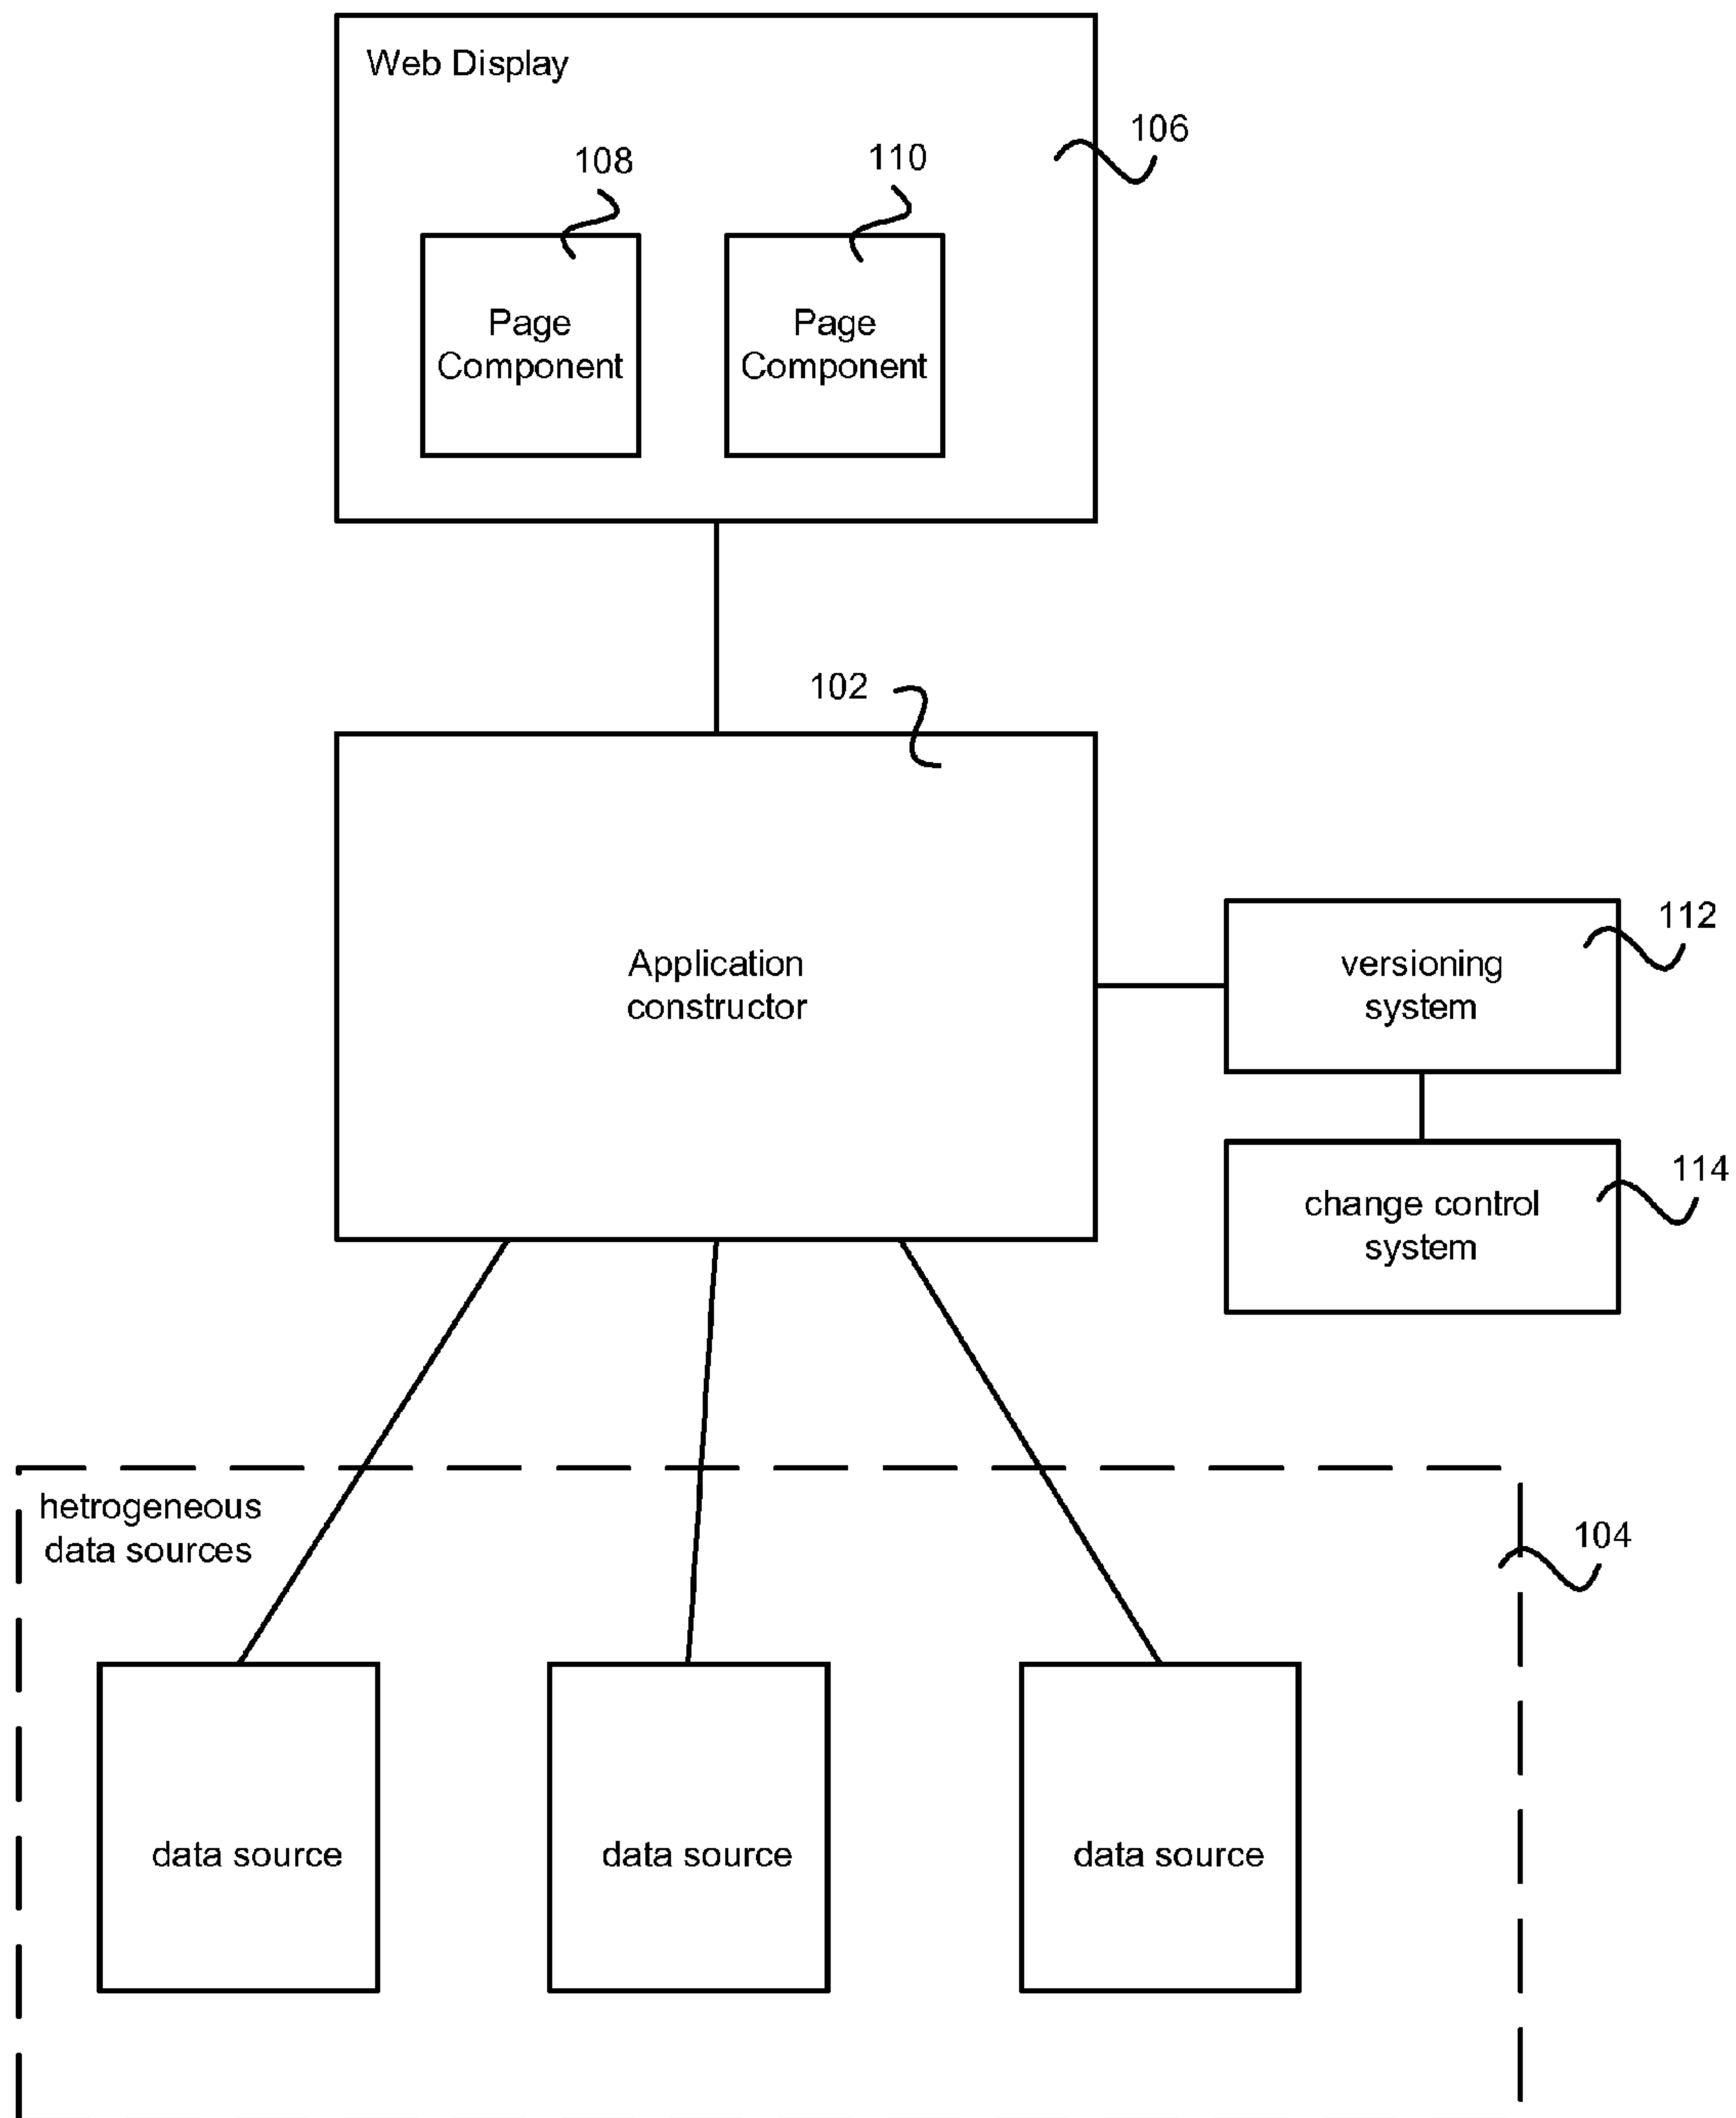 Web Display
106
108
110
Page
Component
Page
Component
102
Application
constructor
112
versioning
system
114
change control
system
hetrogeneous
data sources
104
data source
data source
data source